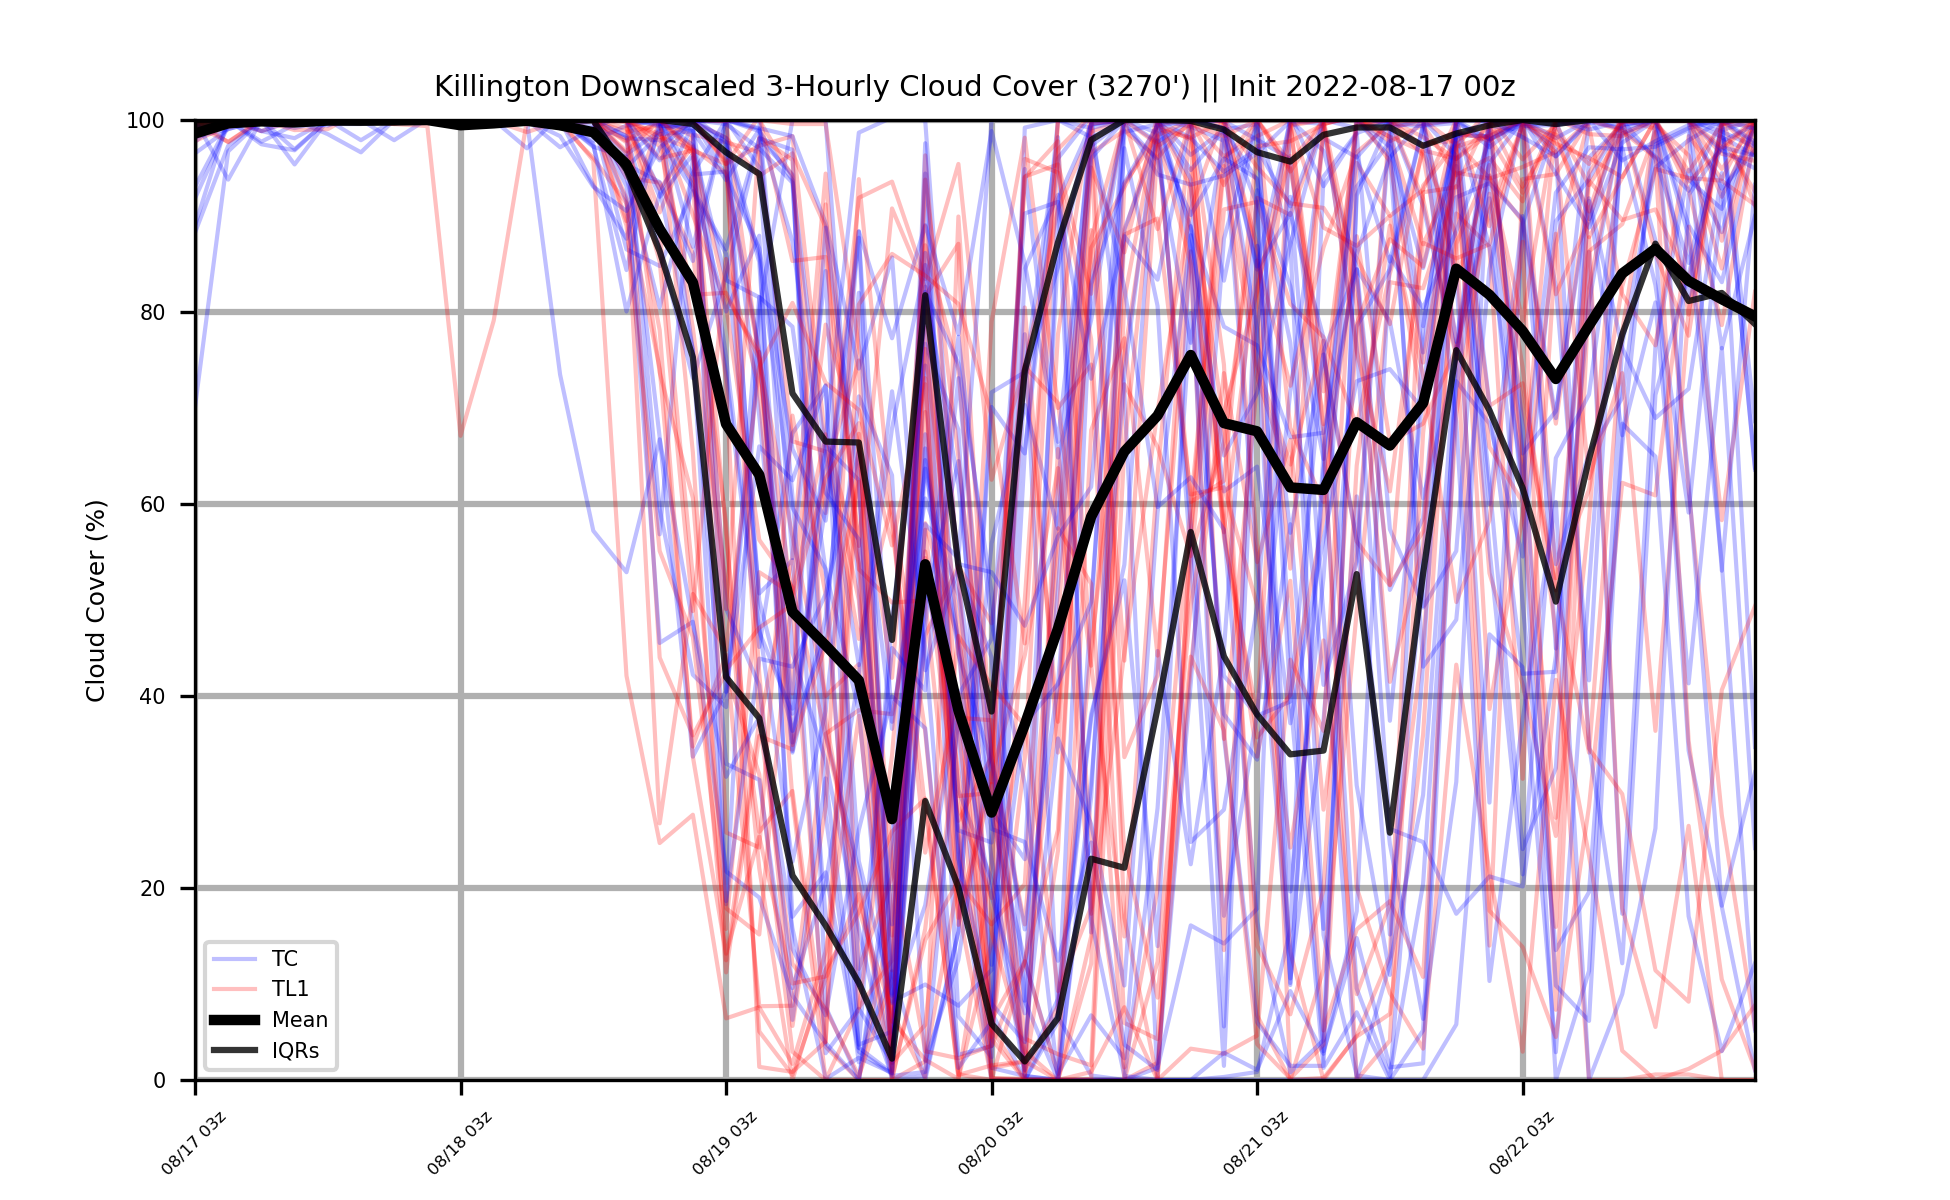 Killington Downscaled 3-Hourly Cloud Cover (3270') || Init 2022-08-17 00z
Cloud Cover (%)
100
80
60
40
20
0
TC
TL1
Mean
IQRs
08/17 03z
08/18 03z
08/19 03z
08/20 03z
08/21 03z
08/22 03z